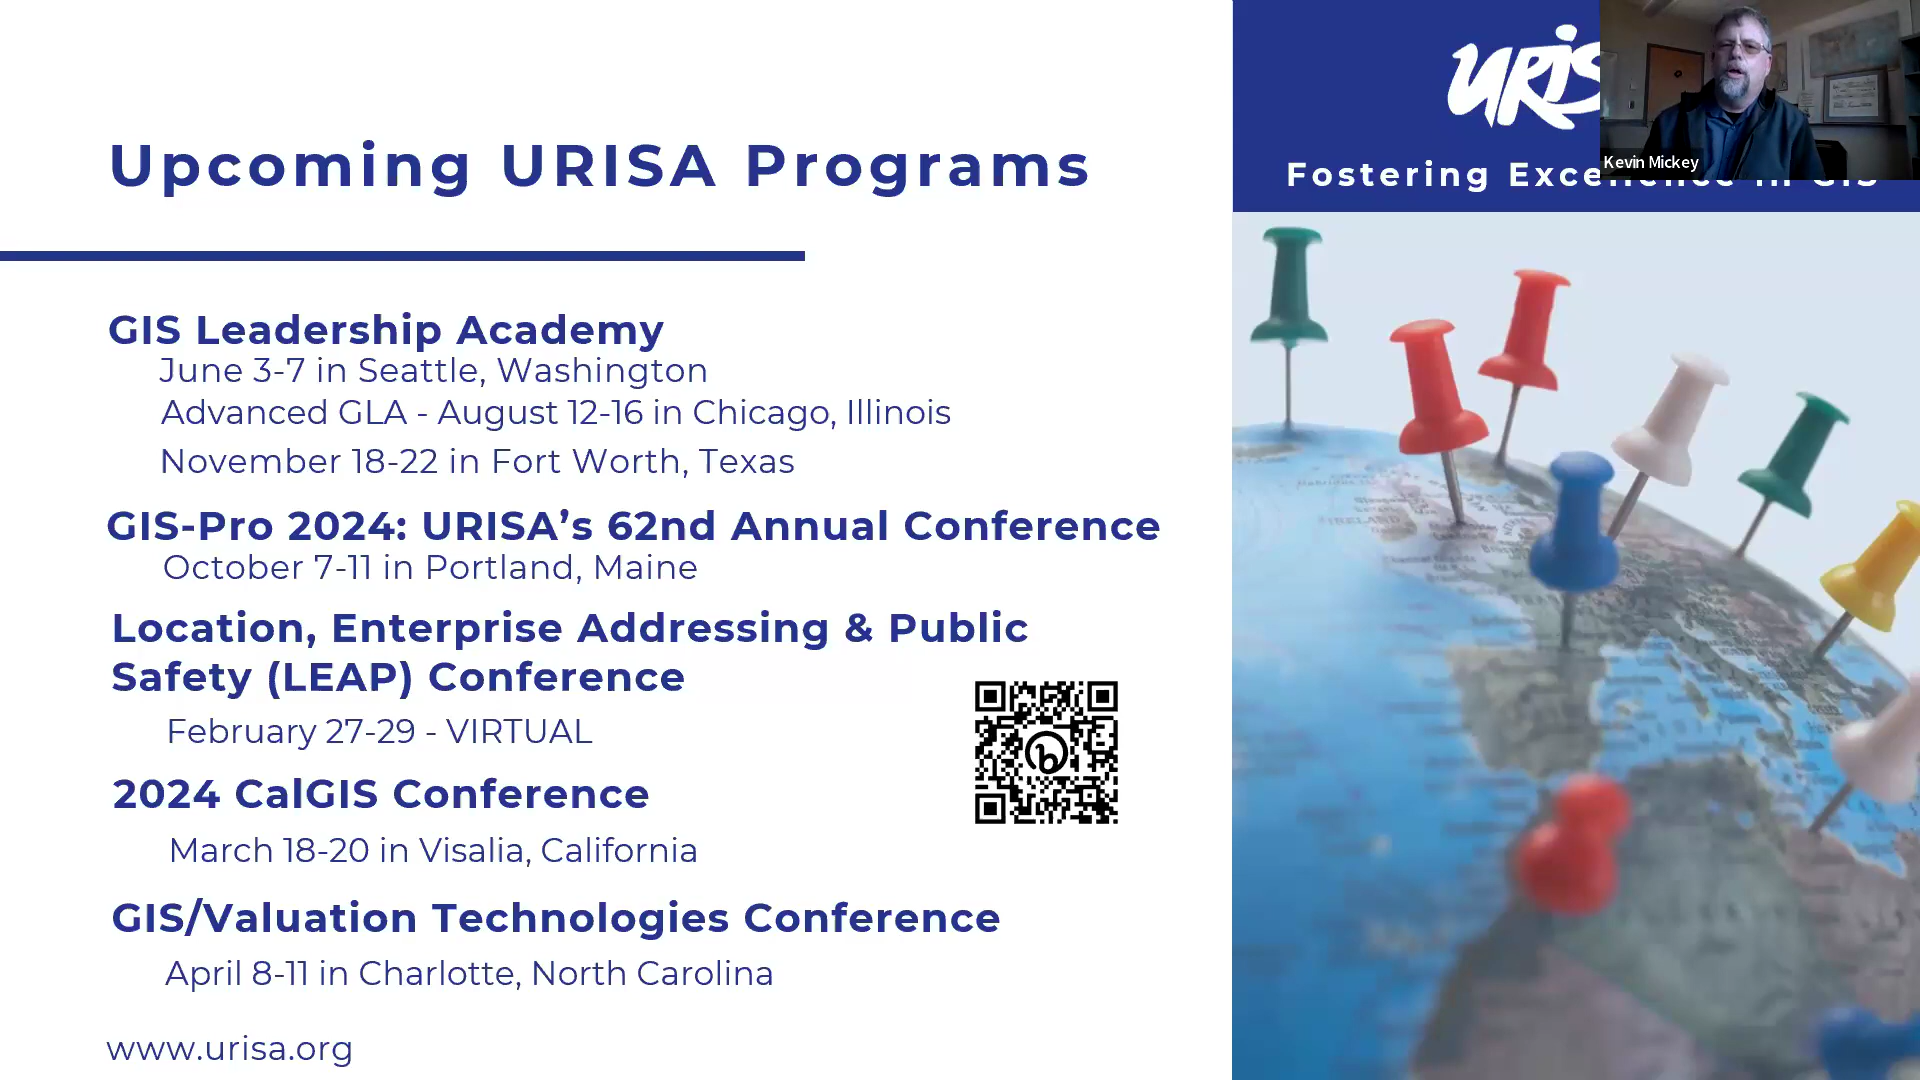 Upcoming URISA Programs
GIS Leadership Academy
June 3-7 in Seattle, Washington
Advanced GLA - August 12-16 in Chicago, Illinois
November 18-22 in Fort Worth, Texas
GIS-Pro 2024: URISA’s 62nd Annual Conference
October 7-11 in Portland, Maine
Location, Enterprise Addressing & Public
Safety (LEAP) Conference
February 27-29 - VIRTUAL
2024 CalGIS Conference
March 18-20 in Visalia, California
GIS/Valuation Technologies Conference
April 8-11 in Charlotte, North Carolina
www.urisa.org
Fostering Excellence in GIS
Kevin Mickey
IRELAND